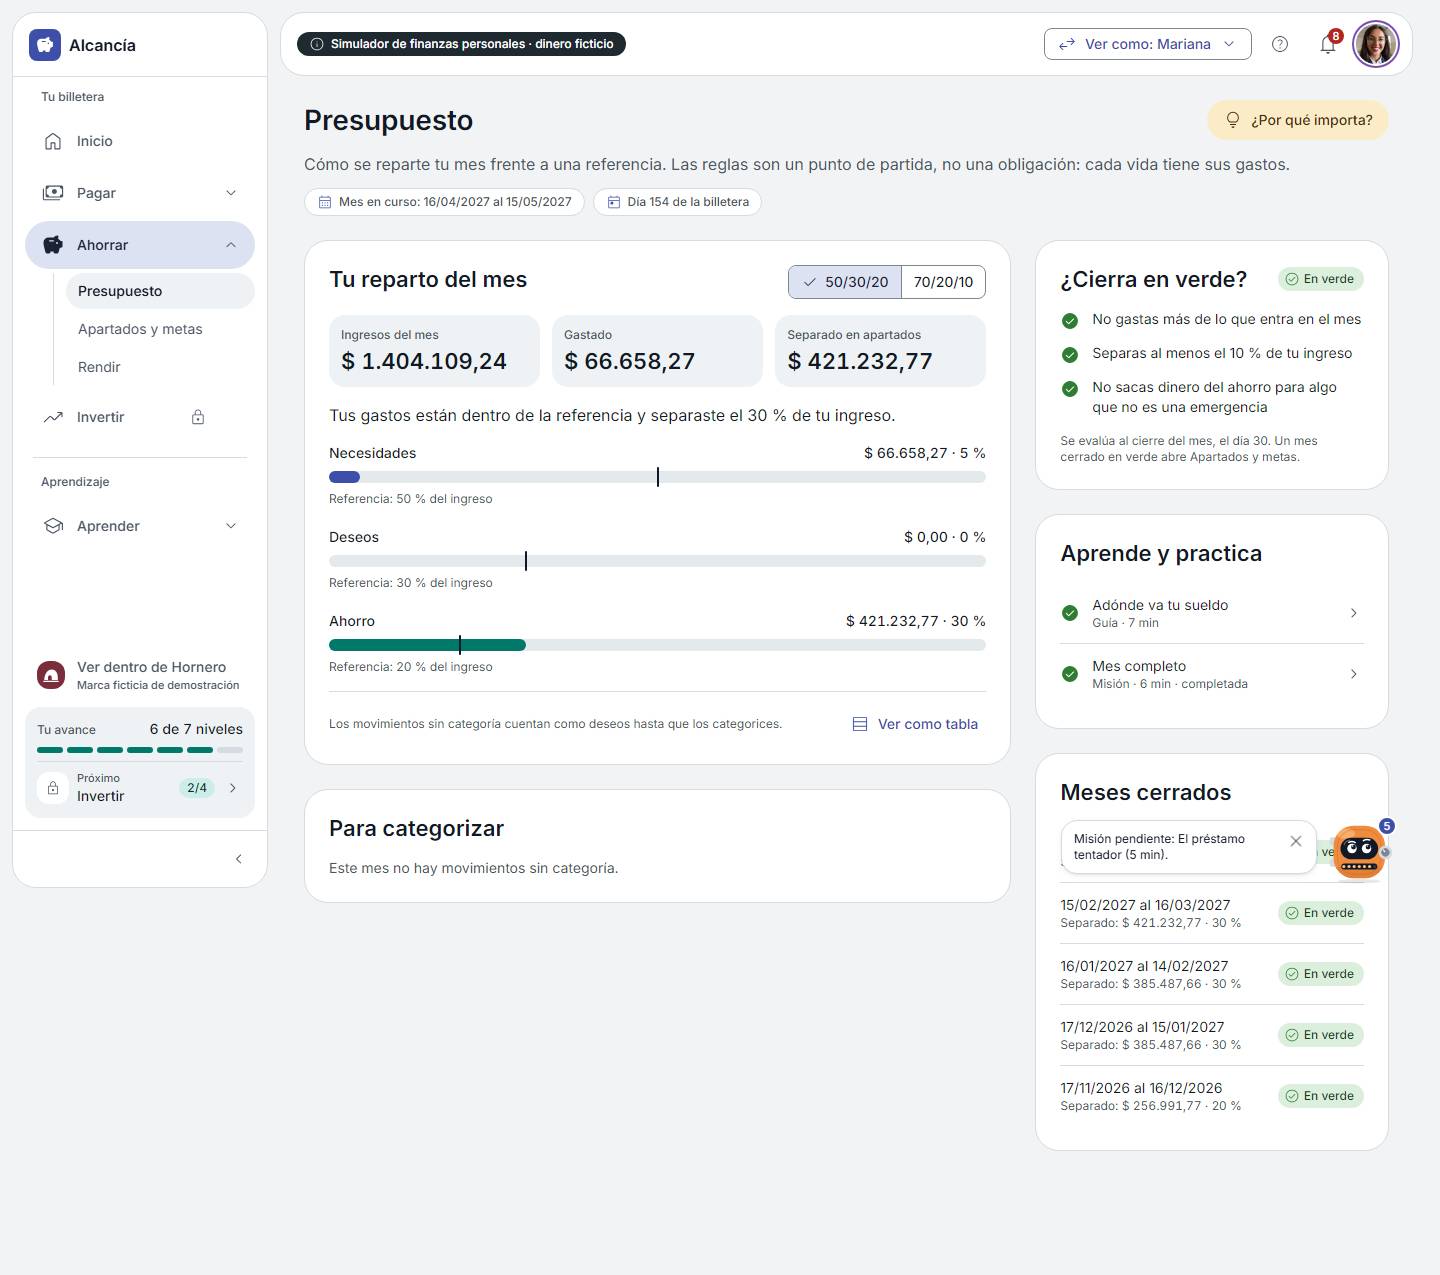 Alcancía
Tu billetera
Inicio
Pagar
Ahorrar
Presupuesto
Apartados y metas
Rendir
Invertir
Aprendizaje
Aprender
Ver dentro de Hornero
Marca ficticia de demostración
Tu avance
6 de 7 niveles
Próximo
Invertir
2/4
Simulador de finanzas personales · dinero ficticio
Ver como: Mariana
8
Presupuesto
¿Por qué importa?
Cómo se reparte tu mes frente a una referencia. Las reglas son un punto de partida, no una obligación: cada vida tiene sus gastos.
Mes en curso: 16/04/2027 al 15/05/2027
Día 154 de la billetera
Tu reparto del mes
50/30/20
70/20/10
Ingresos del mes
$ 1.404.109,24
Gastado
$ 66.658,27
Separado en apartados
$ 421.232,77
Tus gastos están dentro de la referencia y separaste el 30 % de tu ingreso.
Necesidades
$ 66.658,27 · 5 %
Referencia: 50 % del ingreso
Deseos
$ 0,00 · 0 %
Referencia: 30 % del ingreso
Ahorro
$ 421.232,77 · 30 %
Referencia: 20 % del ingreso
Los movimientos sin categoría cuentan como deseos hasta que los categorices.
Ver como tabla
Para categorizar
Este mes no hay movimientos sin categoría.
¿Cierra en verde?
En verde
No gastas más de lo que entra en el mes
Separas al menos el 10 % de tu ingreso
No sacas dinero del ahorro para algo
que no es una emergencia
Se evalúa al cierre del mes, el día 30. Un mes
cerrado en verde abre Apartados y metas.
Aprende y practica
Adónde va tu sueldo
Guía · 7 min
Mes completo
Misión · 6 min · completada
Meses cerrados
Misión pendiente: El préstamo
tentador (5 min).
5
15/02/2027 al 16/03/2027
Separado: $ 421.232,77 · 30 %
En verde
16/01/2027 al 14/02/2027
Separado: $ 385.487,66 · 30 %
En verde
17/12/2026 al 15/01/2027
Separado: $ 385.487,66 · 30 %
En verde
17/11/2026 al 16/12/2026
Separado: $ 256.991,77 · 20 %
En verde